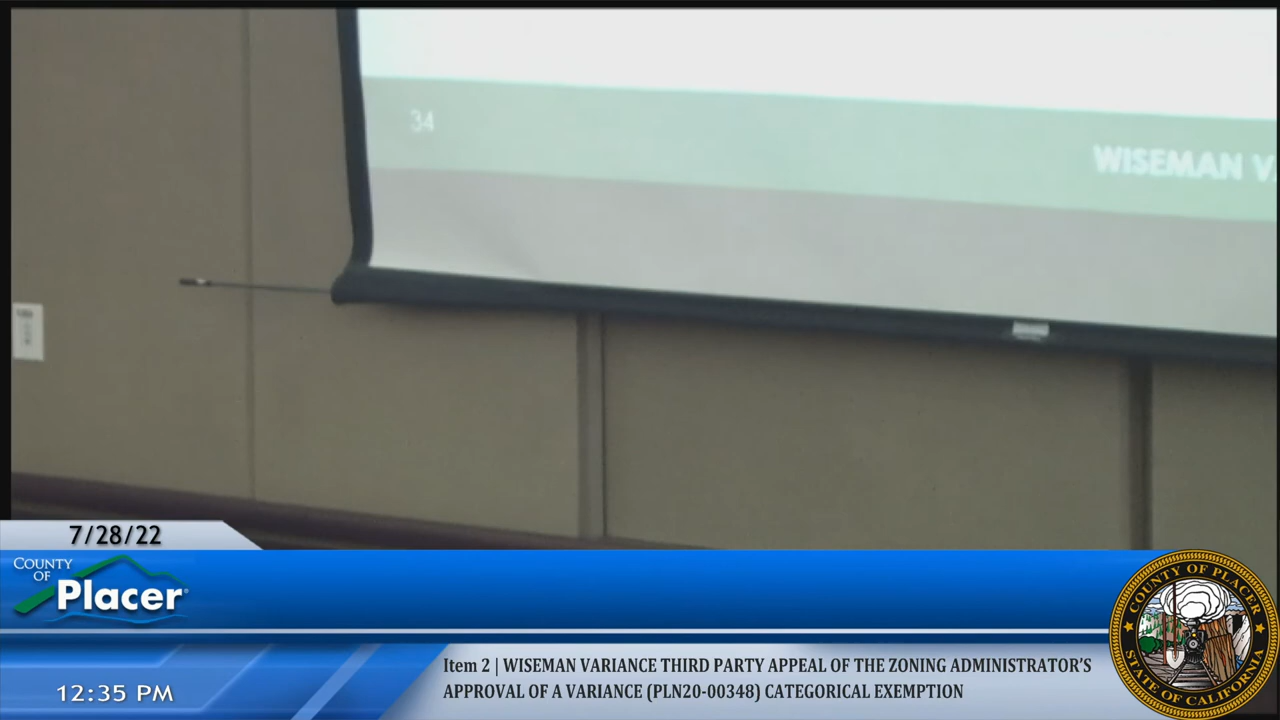 34
WISEMAN V
7/28/22
COUNTY
OF
Placer
12:35 PM
Item 2 | WISEMAN VARIANCE THIRD PARTY APPEAL OF THE ZONING ADMINISTRATOR'S
APPROVAL OF A VARIANCE (PLN20-00348) CATEGORICAL EXEMPTION
COUNTY OF PLACER
STATE OF CALIFORNIA